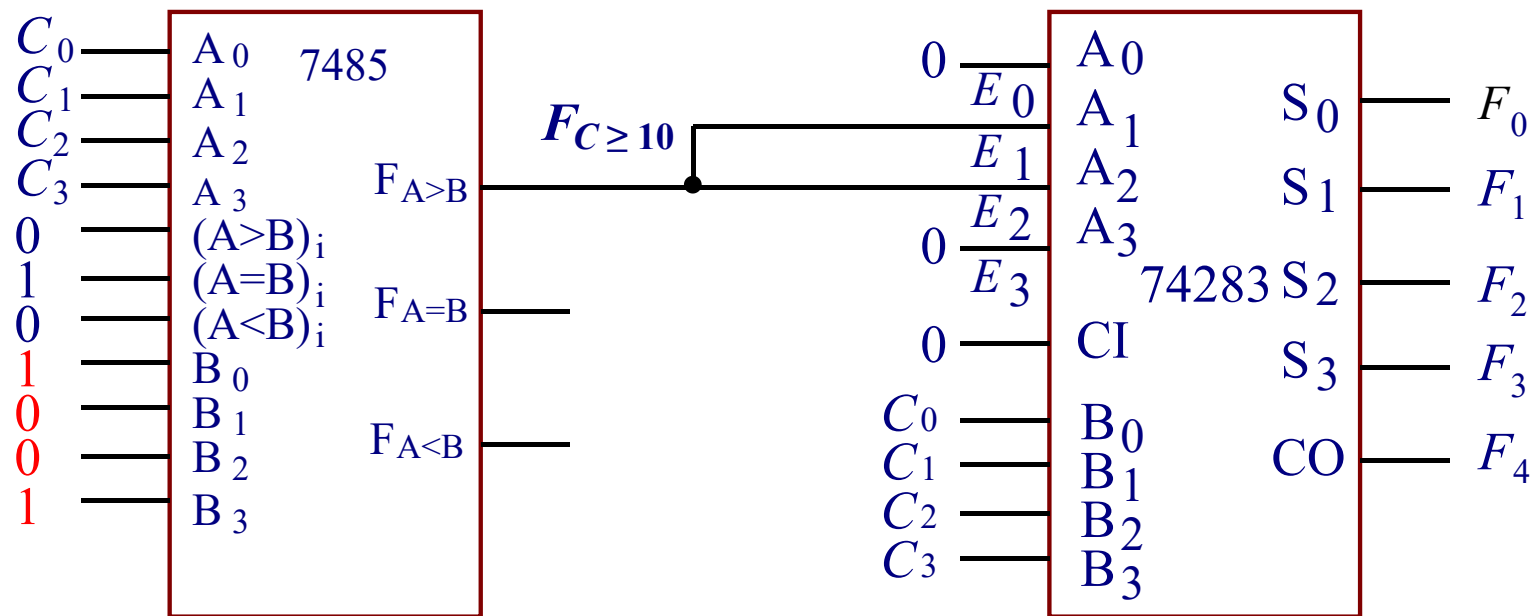 C0 A0 7485
C1 A1
C2 A2
C3 A3 FA>B
0 (A>B)i
1 (A=B)i FA=B
0 (A<B)i
1 B0
0 B1 FA<B
0 B2
1 B3
FC ≥ 10
0 A0
E0 A1 S0 F0
E1 A2 S1 F1
E2
0 A3
E3 74283 S2 F2
0 CI S3 F3
C0 B0
C1 B1 CO F4
C2 B2
C3 B3